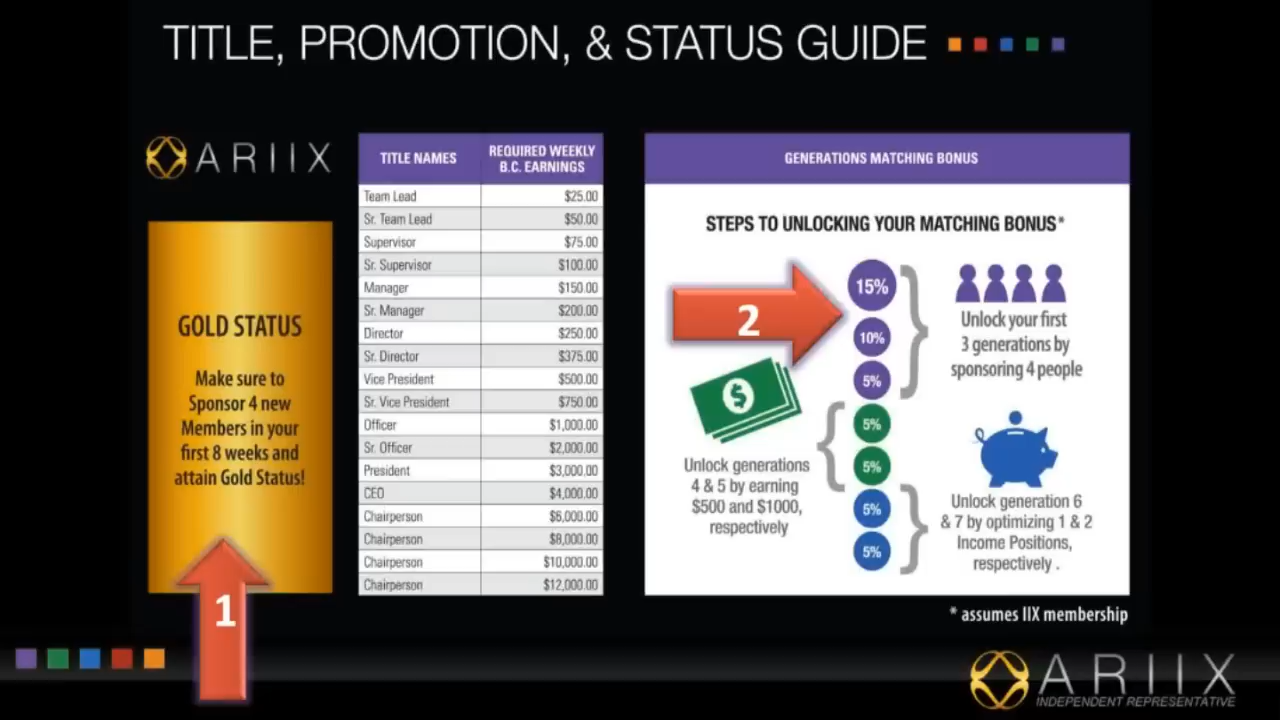 TITLE, PROMOTION, & STATUS GUIDE
ARIIX
GOLD STATUS
Make sure to
Sponsor 4 new
Members in your
first 8 weeks and
attain Gold Status!
1
TITLE NAMES
REQUIRED WEEKLY
B.C. EARNINGS
Team Lead $25.00
Sr. Team Lead $50.00
Supervisor $75.00
Sr. Supervisor $100.00
Manager $150.00
Sr. Manager $200.00
Director $250.00
Sr. Director $375.00
Vice President $500.00
Sr. Vice President $750.00
Officer $1,000.00
Sr. Officer $2,000.00
President $3,000.00
CEO $4,000.00
Chairperson $6,000.00
Chairperson $8,000.00
Chairperson $10,000.00
Chairperson $12,000.00
GENERATIONS MATCHING BONUS
STEPS TO UNLOCKING YOUR MATCHING BONUS*
2
15%
10%
5%
5%
5%
5%
5%
Unlock your first
3 generations by
sponsoring 4 people
$
Unlock generations
4 & 5 by earning
$500 and $1000,
respectively
Unlock generation 6
& 7 by optimizing 1 & 2
Income Positions,
respectively .
* assumes IIX membership
ARIIX
INDEPENDENT REPRESENTATIVE